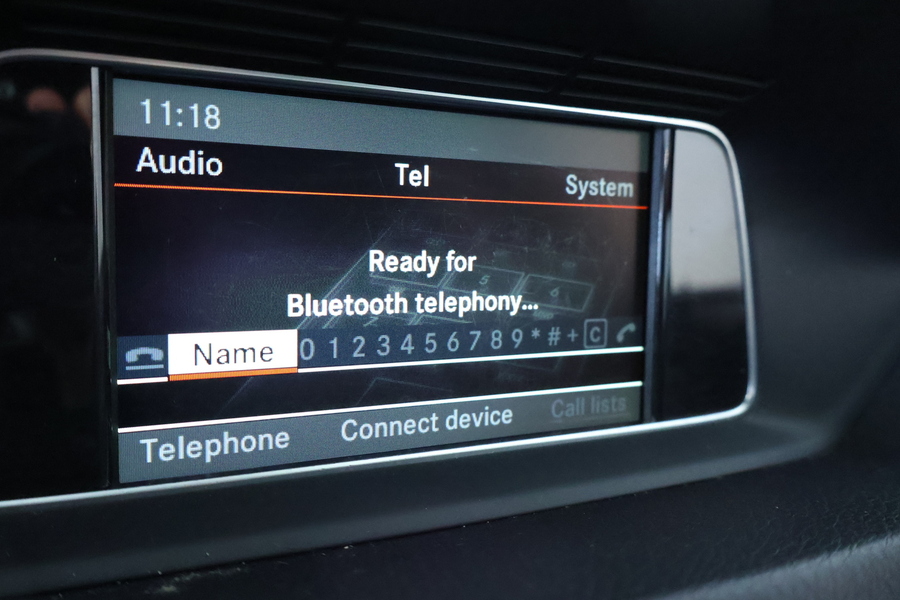 11:18
Audio Tel System
Ready for
Bluetooth telephony...
Name 0 1 2 3 4 5 6 7 8 9 * # + C
Telephone Connect device Call lists